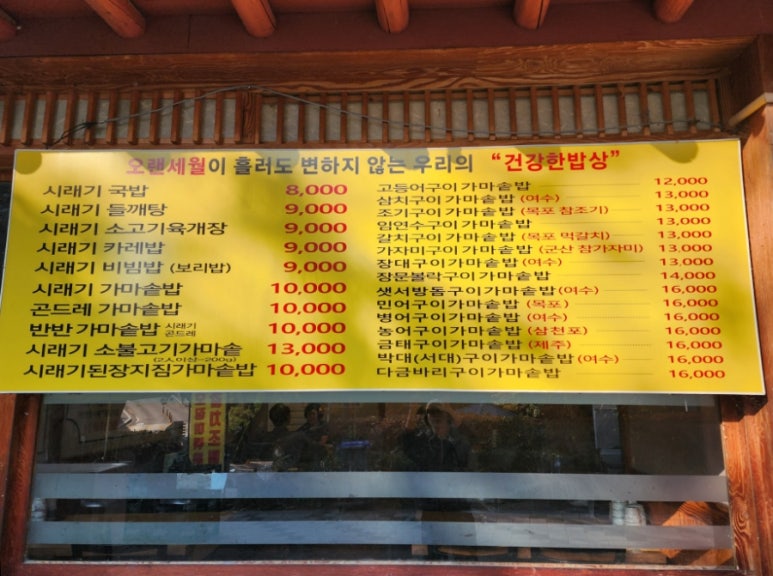 오랜세월이 흘러도 변하지 않는 우리의 “건강한밥상”
시래기 국밥 8,000
시래기 들깨탕 9,000
시래기 소고기육개장 9,000
시래기 카레밥 9,000
시래기 비빔밥 (보리밥) 9,000
시래기 가마솥밥 10,000
곤드레 가마솥밥 10,000
반반 가마솥밥 시래기 곤드레 10,000
시래기 소불고기가마솥 13,000
(2人이상-200g)
시래기된장지짐가마솥밥 10,000
고등어구이가마솥밥 12,000
삼치구이가마솥밥 (여수) 13,000
조기구이가마솥밥 (목포 참조기) 13,000
임연수구이가마솥밥 13,000
갈치구이가마솥밥 (목포 먹갈치) 13,000
가자미구이가마솥밥 (군산 참가자미) 13,000
장대구이가마솥밥 (여수) 13,000
장문볼락구이가마솥밥 14,000
샛서방돔구이가마솥밥(여수) 16,000
민어구이가마솥밥 (목포) 16,000
병어구이가마솥밥 (여수) 16,000
농어구이가마솥밥 (삼천포) 16,000
금태구이가마솥밥 (제주) 16,000
박대(서대)구이가마솥밥(여수) 16,000
다금바리구이가마솥밥 16,000